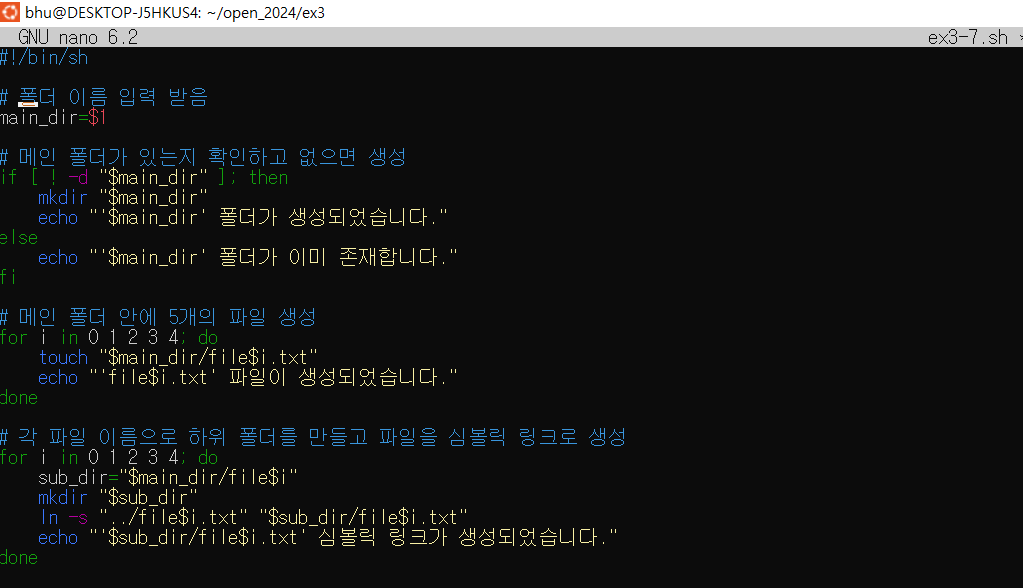 bhu@DESKTOP-J5HKUS4: ~/open_2024/ex3
GNU nano 6.2 ex3-7.sh *
#!/bin/sh
# 폴더 이름 입력 받음
main_dir=$1
# 메인 폴더가 있는지 확인하고 없으면 생성
if [ ! -d "$main_dir" ]; then
    mkdir "$main_dir"
    echo "'$main_dir' 폴더가 생성되었습니다."
else
    echo "'$main_dir' 폴더가 이미 존재합니다."
fi
# 메인 폴더 안에 5개의 파일 생성
for i in 0 1 2 3 4; do
    touch "$main_dir/file$i.txt"
    echo "'file$i.txt' 파일이 생성되었습니다."
done
# 각 파일 이름으로 하위 폴더를 만들고 파일을 심볼릭 링크로 생성
for i in 0 1 2 3 4; do
    sub_dir="$main_dir/file$i"
    mkdir "$sub_dir"
    ln -s "../file$i.txt" "$sub_dir/file$i.txt"
    echo "'$sub_dir/file$i.txt' 심볼릭 링크가 생성되었습니다."
done